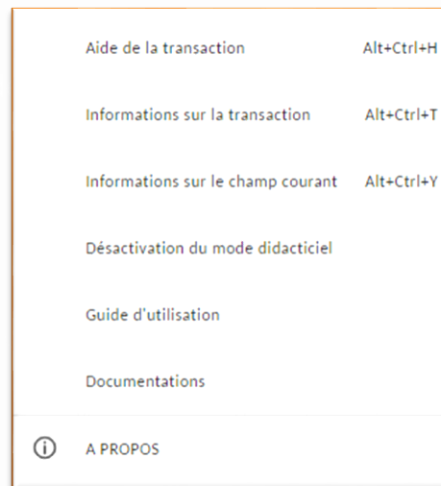 Aide de la transaction Alt+Ctrl+H
Informations sur la transaction Alt+Ctrl+T
Informations sur le champ courant Alt+Ctrl+Y
Désactivation du mode didacticiel
Guide d'utilisation
Documentations
A PROPOS